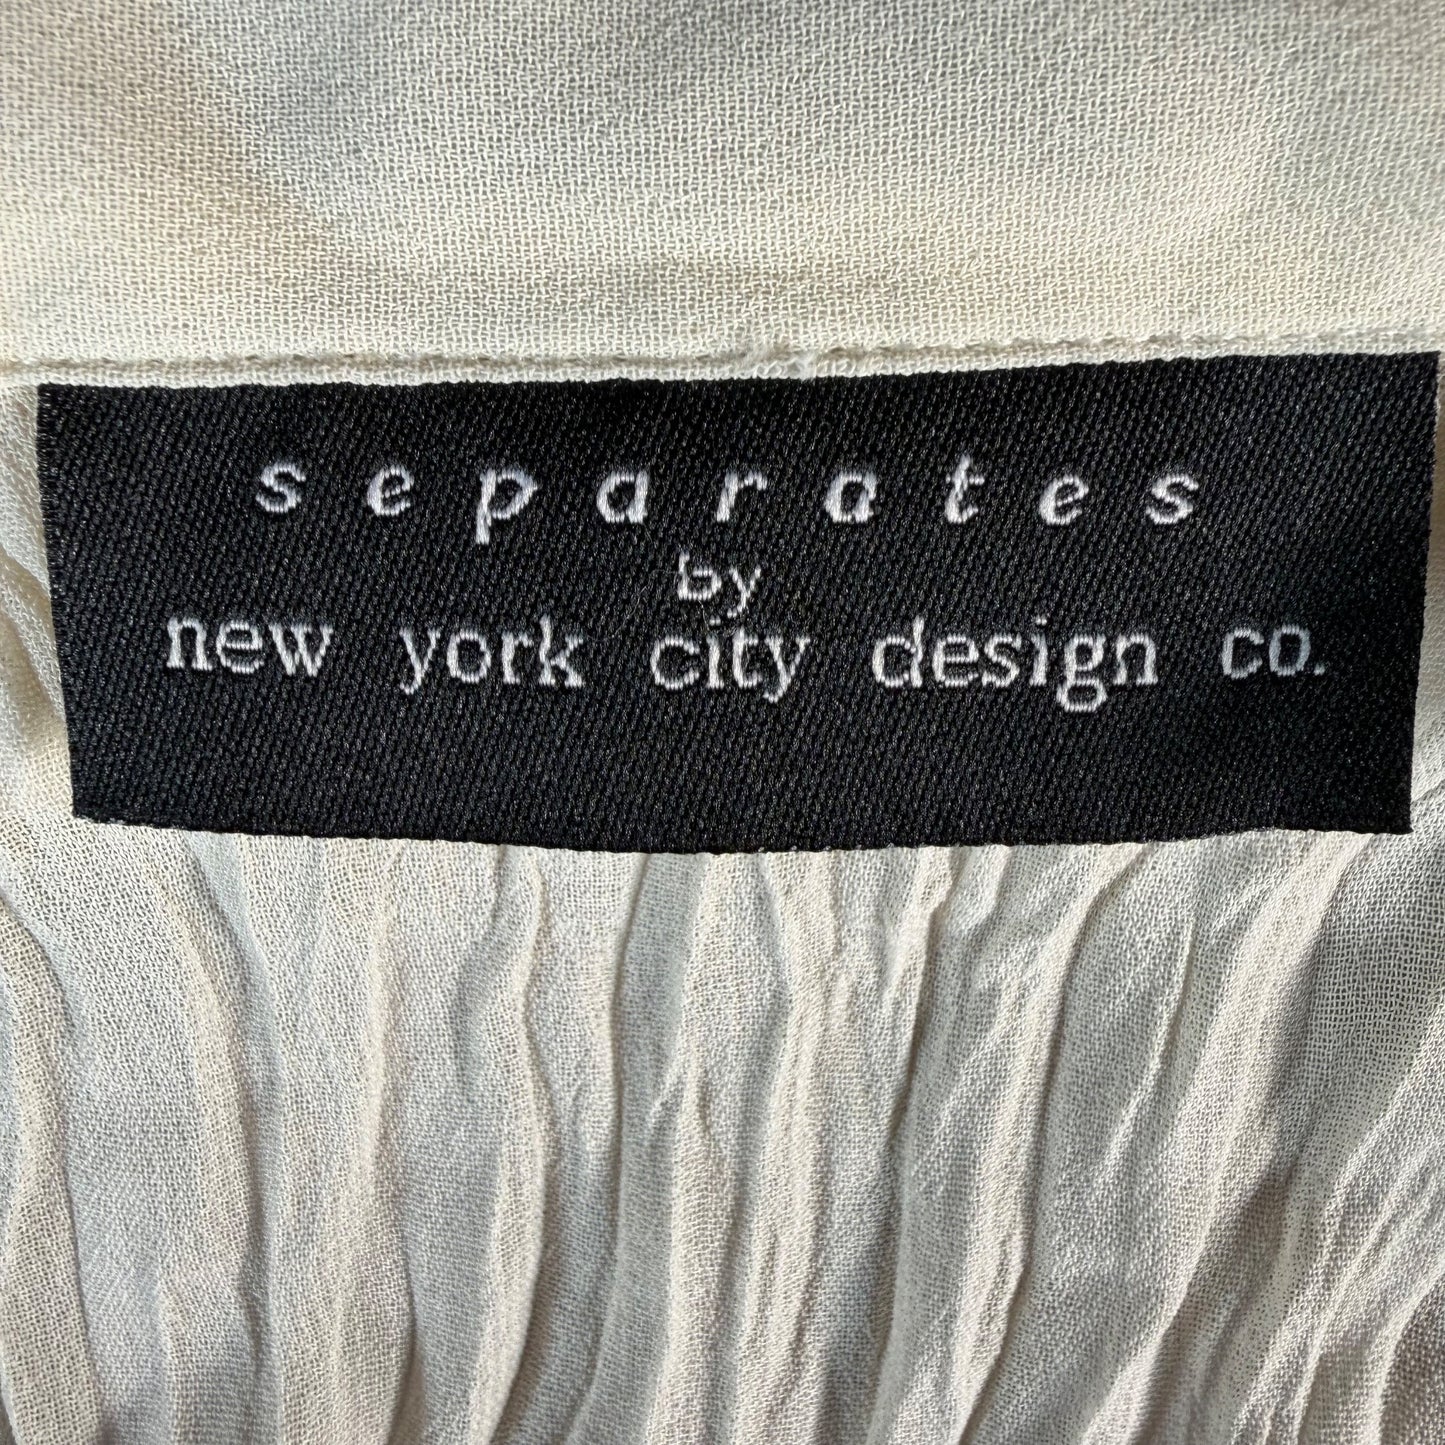 separates
by
new york city design co.